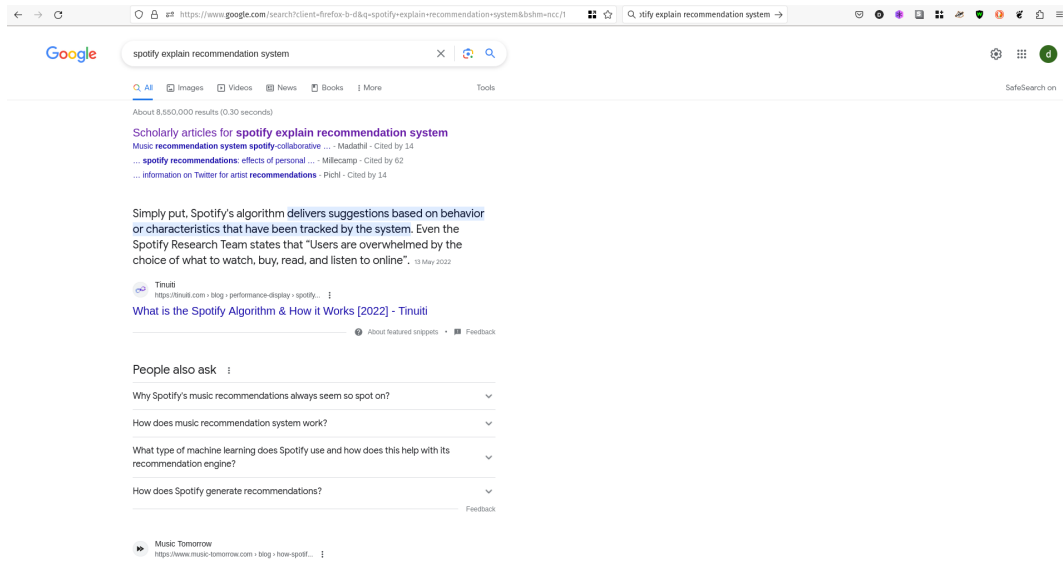 https://www.google.com/search?client=firefox-b-d&q=spotify+explain+recommendation+system&bshm=ncc/1
otify explain recommendation system →
Google
spotify explain recommendation system
d
All Images Videos News Books More Tools
SafeSearch on
About 8,550,000 results (0.30 seconds)
Scholarly articles for spotify explain recommendation system
Music recommendation system spotify-collaborative ... - Madathil - Cited by 14
... spotify recommendations: effects of personal ... - Millecamp - Cited by 62
... information on Twitter for artist recommendations - Pichl - Cited by 14
Simply put, Spotify's algorithm delivers suggestions based on behavior
or characteristics that have been tracked by the system. Even the
Spotify Research Team states that “Users are overwhelmed by the
choice of what to watch, buy, read, and listen to online”. 13 May 2022
Tinuiti
https://tinuiti.com › blog › performance-display › spotify...
What is the Spotify Algorithm & How it Works [2022] - Tinuiti
About featured snippets • Feedback
People also ask
Why Spotify's music recommendations always seem so spot on?
How does music recommendation system work?
What type of machine learning does Spotify use and how does this help with its
recommendation engine?
How does Spotify generate recommendations?
Feedback
Music Tomorrow
https://www.music-tomorrow.com › blog › how-spotif...